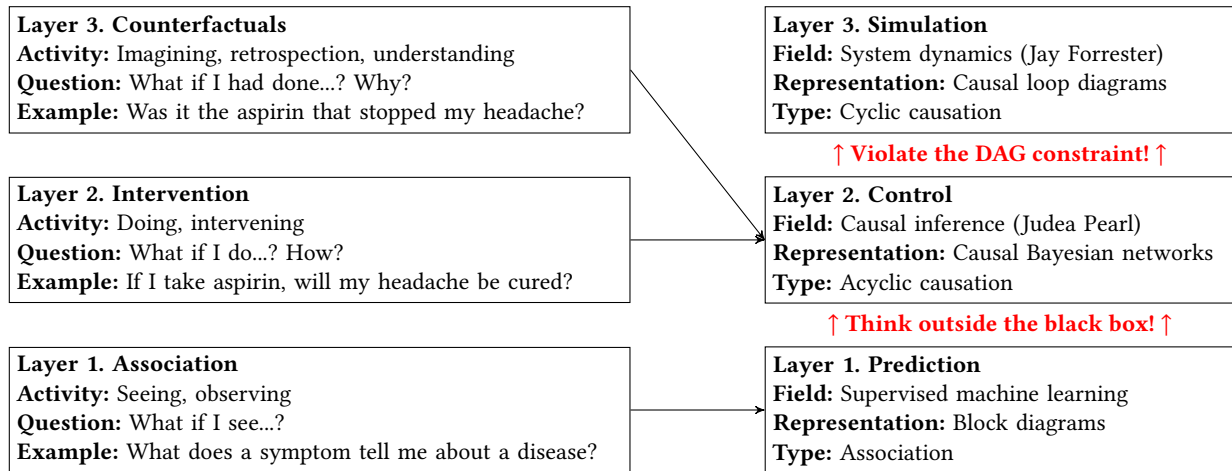 Layer 3. Counterfactuals
Activity: Imagining, retrospection, understanding
Question: What if I had done...? Why?
Example: Was it the aspirin that stopped my headache?
Layer 3. Simulation
Field: System dynamics (Jay Forrester)
Representation: Causal loop diagrams
Type: Cyclic causation
↑ Violate the DAG constraint! ↑
Layer 2. Intervention
Activity: Doing, intervening
Question: What if I do...? How?
Example: If I take aspirin, will my headache be cured?
Layer 2. Control
Field: Causal inference (Judea Pearl)
Representation: Causal Bayesian networks
Type: Acyclic causation
↑ Think outside the black box! ↑
Layer 1. Association
Activity: Seeing, observing
Question: What if I see...?
Example: What does a symptom tell me about a disease?
Layer 1. Prediction
Field: Supervised machine learning
Representation: Block diagrams
Type: Association